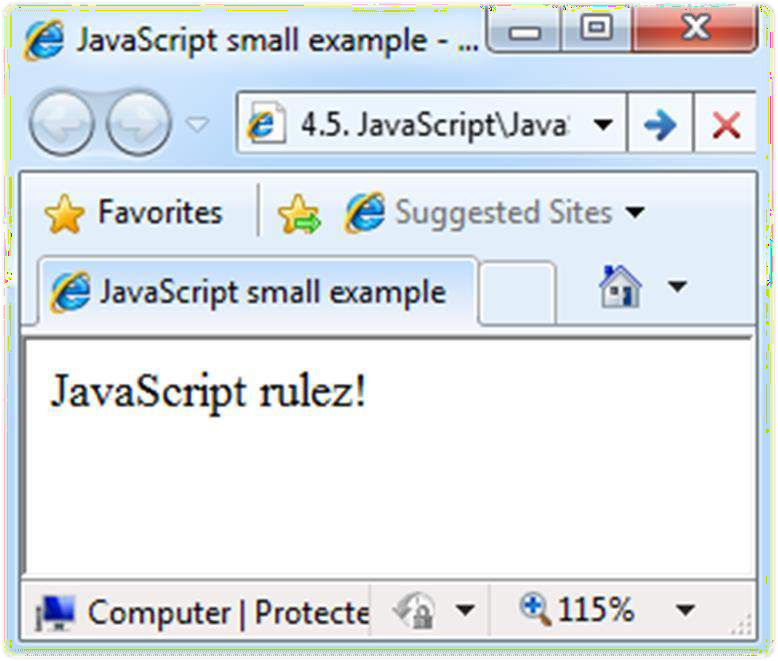 JavaScript small example - ...
4.5. JavaScript\Java
Favorites Suggested Sites
JavaScript small example
JavaScript rulez!
Computer | Protecte 115%